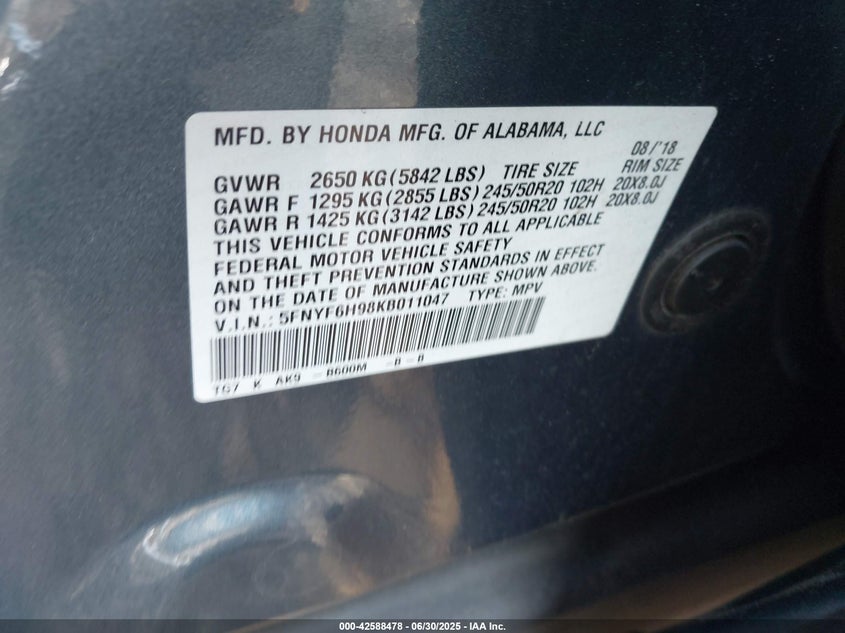 MFD. BY HONDA MFG. OF ALABAMA, LLC
08/'18
GVWR 2650 KG (5842 LBS) TIRE SIZE RIM SIZE
GAWR F 1295 KG (2855 LBS) 245/50R20 102H 20X8.0J
GAWR R 1425 KG (3142 LBS) 245/50R20 102H 20X8.0J
THIS VEHICLE CONFORMS TO ALL APPLICABLE
FEDERAL MOTOR VEHICLE SAFETY
AND THEFT PREVENTION STANDARDS IN EFFECT
ON THE DATE OF MANUFACTURE SHOWN ABOVE.
V.I.N.: 5FNYF6H98KB011047 TYPE: MPV
TG7 K AK9 -B600M -B-B
000-42588478 - 06/30/2025 - IAA Inc.